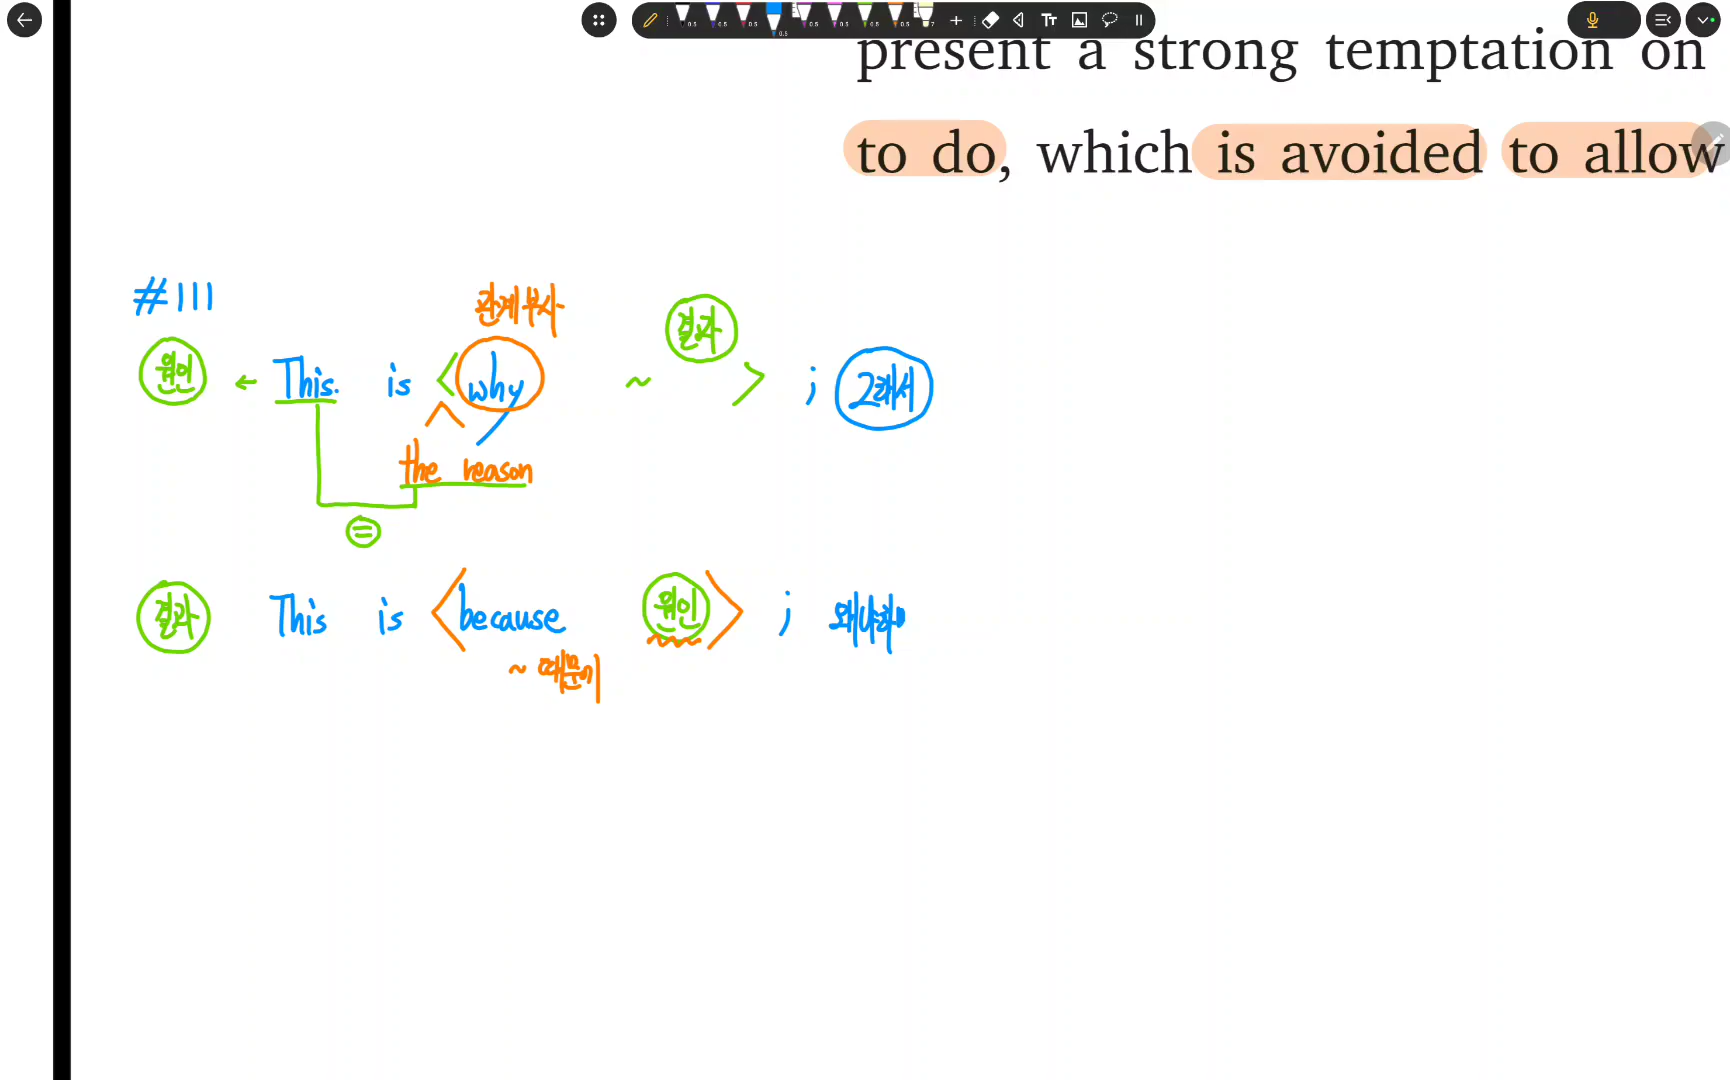 present a strong temptation on
to do, which is avoided to allow
#111
관계부사
결과
원인 ← This. is < why ~ > ; 그래서
the reason
=
결과 This is < because 원인 > ; 왜냐하면
~ 때문에